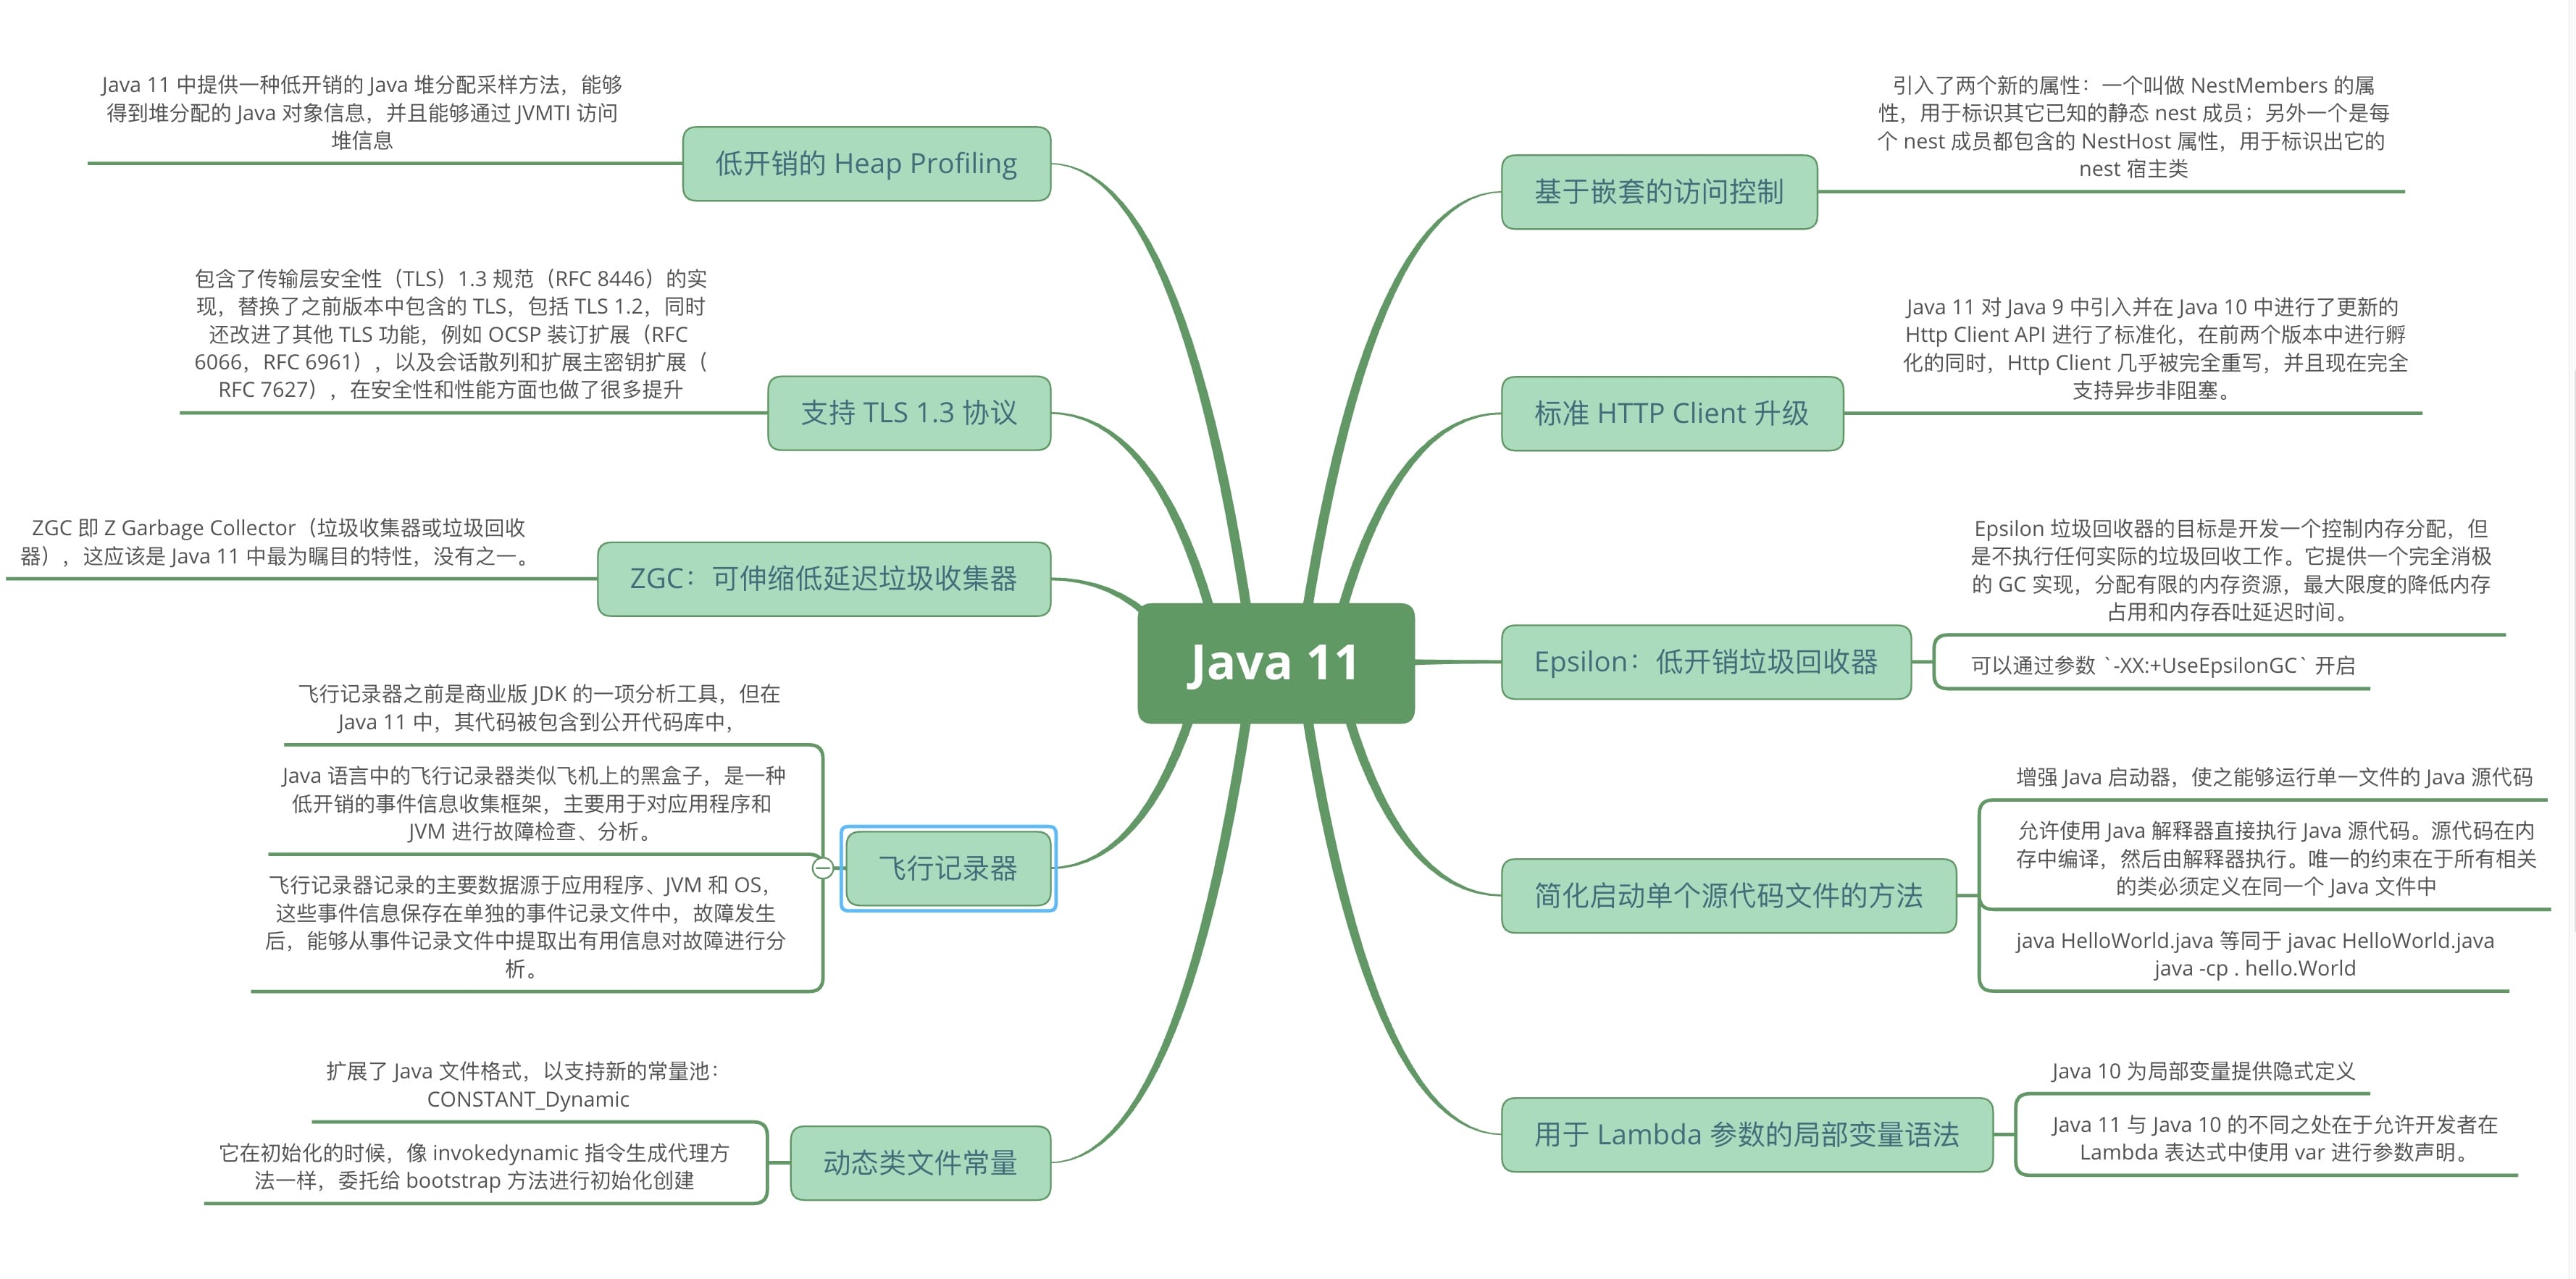 Java 11
低开销的 Heap Profiling
Java 11 中提供一种低开销的 Java 堆分配采样方法，能够
得到堆分配的 Java 对象信息，并且能够通过 JVMTI 访问
堆信息
支持 TLS 1.3 协议
包含了传输层安全性（TLS）1.3 规范（RFC 8446）的实
现，替换了之前版本中包含的 TLS，包括 TLS 1.2，同时
还改进了其他 TLS 功能，例如 OCSP 装订扩展（RFC
6066，RFC 6961），以及会话散列和扩展主密钥扩展（
RFC 7627），在安全性和性能方面也做了很多提升
ZGC：可伸缩低延迟垃圾收集器
ZGC 即 Z Garbage Collector（垃圾收集器或垃圾回收
器），这应该是 Java 11 中最为瞩目的特性，没有之一。
飞行记录器
飞行记录器之前是商业版 JDK 的一项分析工具，但在
Java 11 中，其代码被包含到公开代码库中，
Java 语言中的飞行记录器类似飞机上的黑盒子，是一种
低开销的事件信息收集框架，主要用于对应用程序和
JVM 进行故障检查、分析。
飞行记录器记录的主要数据源于应用程序、JVM 和 OS，
这些事件信息保存在单独的事件记录文件中，故障发生
后，能够从事件记录文件中提取出有用信息对故障进行分
析。
动态类文件常量
扩展了 Java 文件格式，以支持新的常量池：
CONSTANT_Dynamic
它在初始化的时候，像 invokedynamic 指令生成代理方
法一样，委托给 bootstrap 方法进行初始化创建
基于嵌套的访问控制
引入了两个新的属性：一个叫做 NestMembers 的属
性，用于标识其它已知的静态 nest 成员；另外一个是每
个 nest 成员都包含的 NestHost 属性，用于标识出它的
nest 宿主类
标准 HTTP Client 升级
Java 11 对 Java 9 中引入并在 Java 10 中进行了更新的
Http Client API 进行了标准化，在前两个版本中进行孵
化的同时，Http Client 几乎被完全重写，并且现在完全
支持异步非阻塞。
Epsilon：低开销垃圾回收器
Epsilon 垃圾回收器的目标是开发一个控制内存分配，但
是不执行任何实际的垃圾回收工作。它提供一个完全消极
的 GC 实现，分配有限的内存资源，最大限度的降低内存
占用和内存吞吐延迟时间。
可以通过参数 `-XX:+UseEpsilonGC` 开启
简化启动单个源代码文件的方法
增强 Java 启动器，使之能够运行单一文件的 Java 源代码
允许使用 Java 解释器直接执行 Java 源代码。源代码在内
存中编译，然后由解释器执行。唯一的约束在于所有相关
的类必须定义在同一个 Java 文件中
java HelloWorld.java 等同于 javac HelloWorld.java
java -cp . hello.World
用于 Lambda 参数的局部变量语法
Java 10 为局部变量提供隐式定义
Java 11 与 Java 10 的不同之处在于允许开发者在
Lambda 表达式中使用 var 进行参数声明。